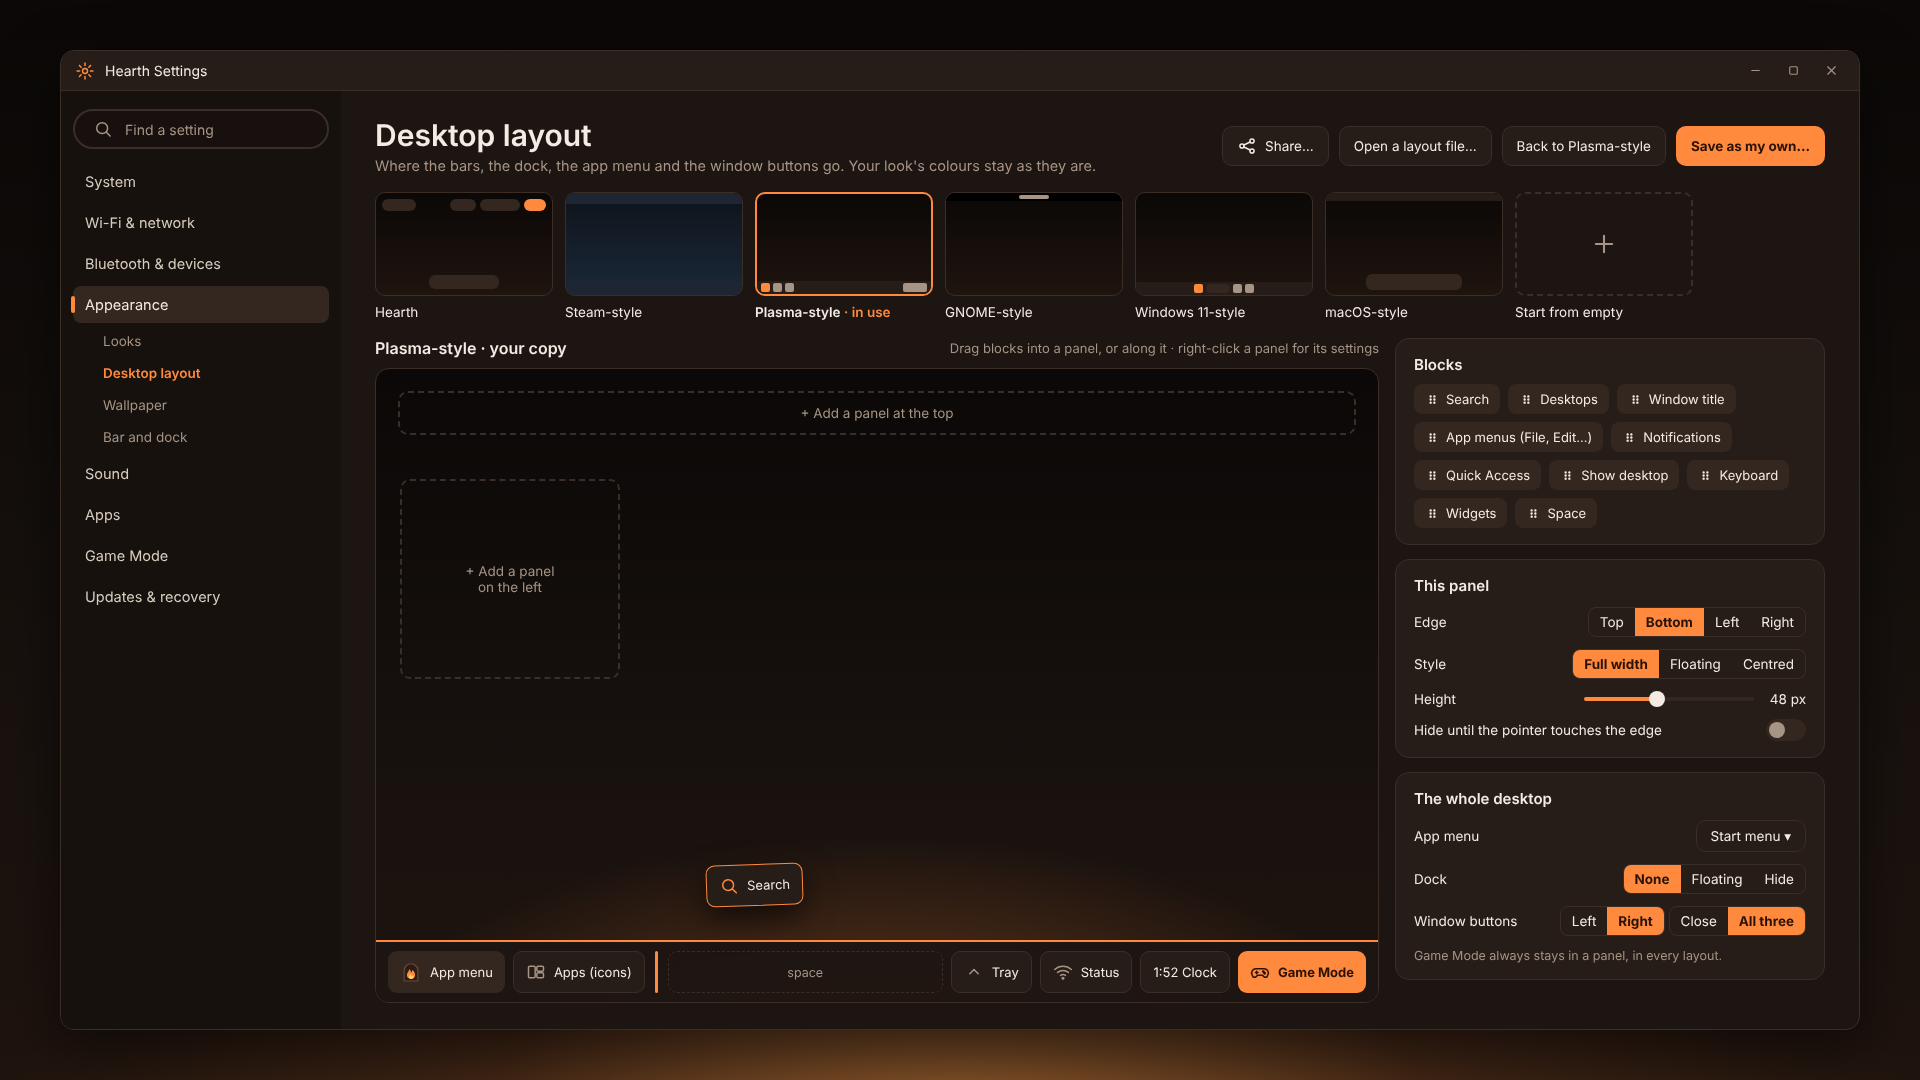 Hearth Settings
Find a setting
System
Wi-Fi & network
Bluetooth & devices
Appearance
Looks
Desktop layout
Wallpaper
Bar and dock
Sound
Apps
Game Mode
Updates & recovery
Desktop layout
Where the bars, the dock, the app menu and the window buttons go. Your look's colours stay as they are.
Share...
Open a layout file...
Back to Plasma-style
Save as my own...
Hearth
Steam-style
Plasma-style · in use
GNOME-style
Windows 11-style
macOS-style
Start from empty
Plasma-style · your copy
Drag blocks into a panel, or along it · right-click a panel for its settings
+ Add a panel at the top
+ Add a panel
on the left
Search
App menu
Apps (icons)
space
Tray
Status
1:52 Clock
Game Mode
Blocks
Search
Desktops
Window title
App menus (File, Edit...)
Notifications
Quick Access
Show desktop
Keyboard
Widgets
Space
This panel
Edge
Top
Bottom
Left
Right
Style
Full width
Floating
Centred
Height
48 px
Hide until the pointer touches the edge
The whole desktop
App menu
Start menu ▾
Dock
None
Floating
Hide
Window buttons
Left
Right
Close
All three
Game Mode always stays in a panel, in every layout.